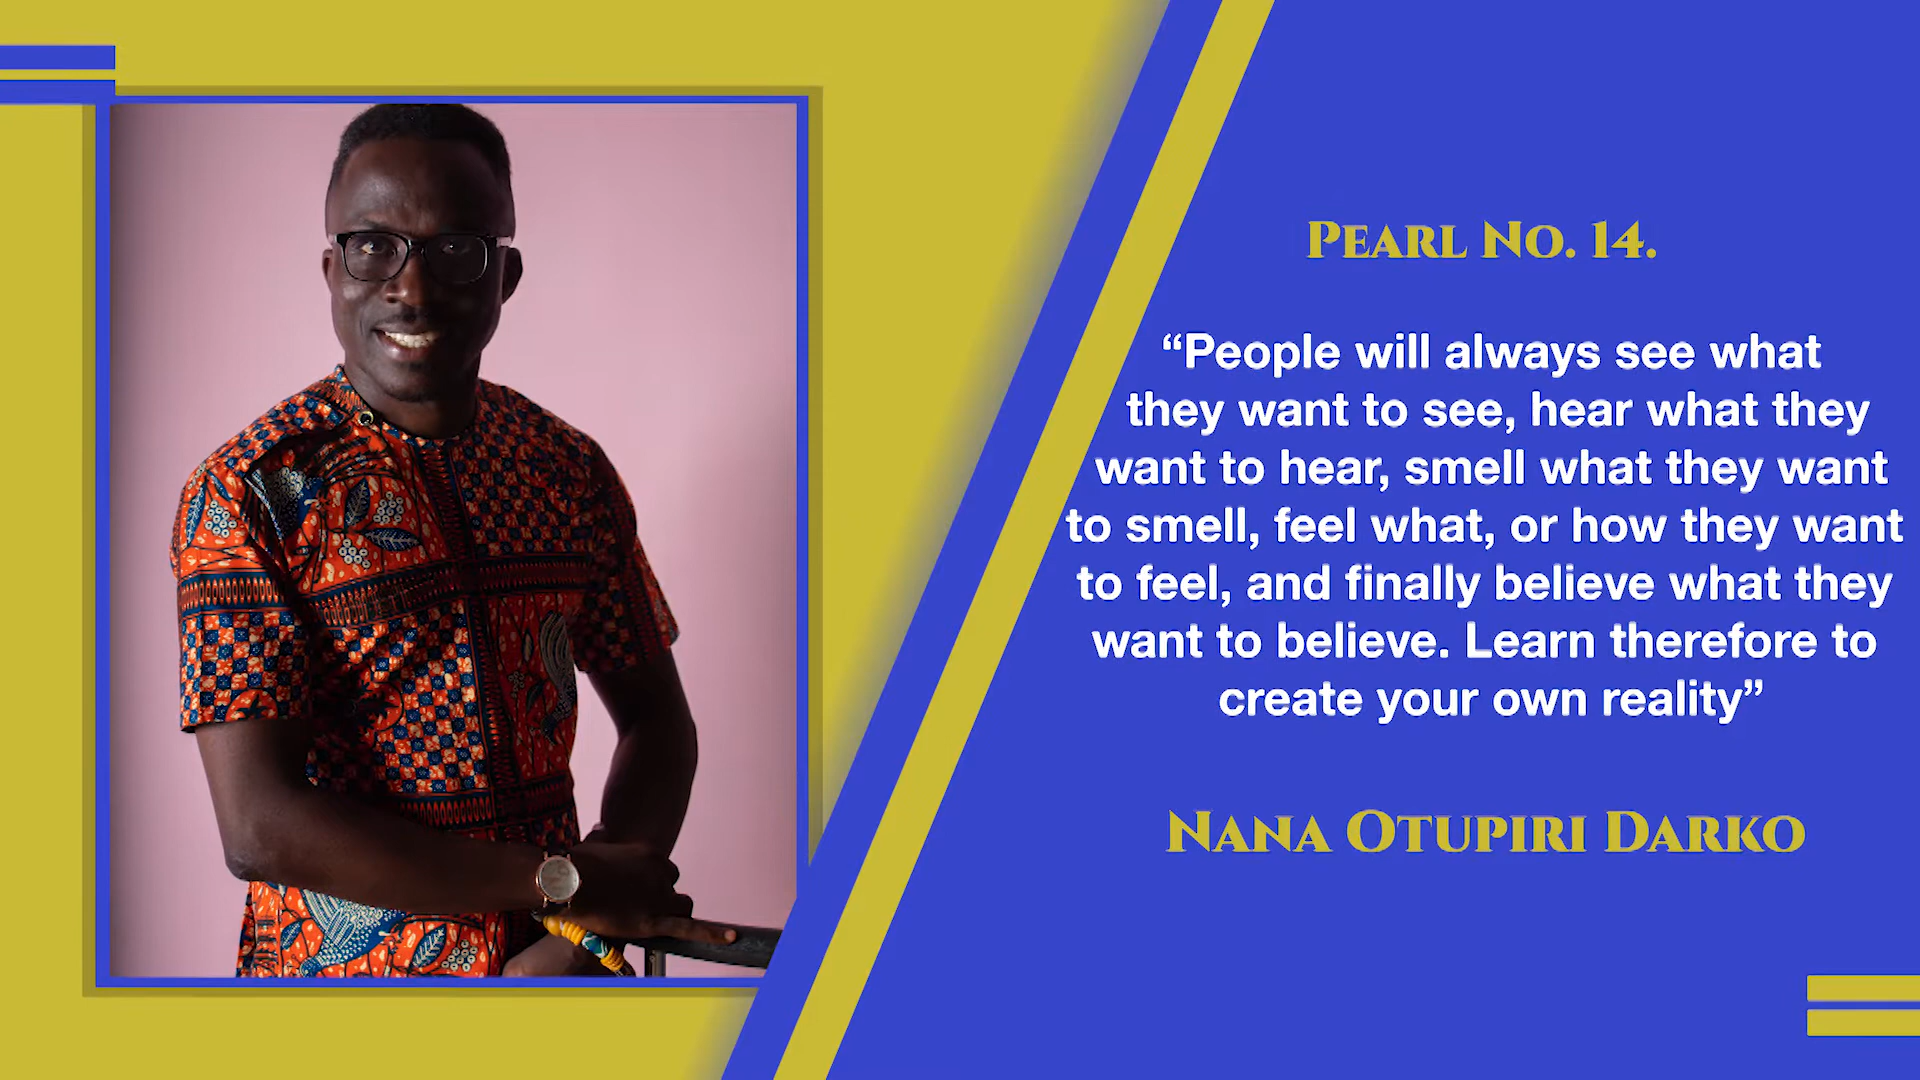 Pearl No. 14.
“People will always see what
they want to see, hear what they
want to hear, smell what they want
to smell, feel what, or how they want
to feel, and finally believe what they
want to believe. Learn therefore to
create your own reality”
Nana Otupiri Darko